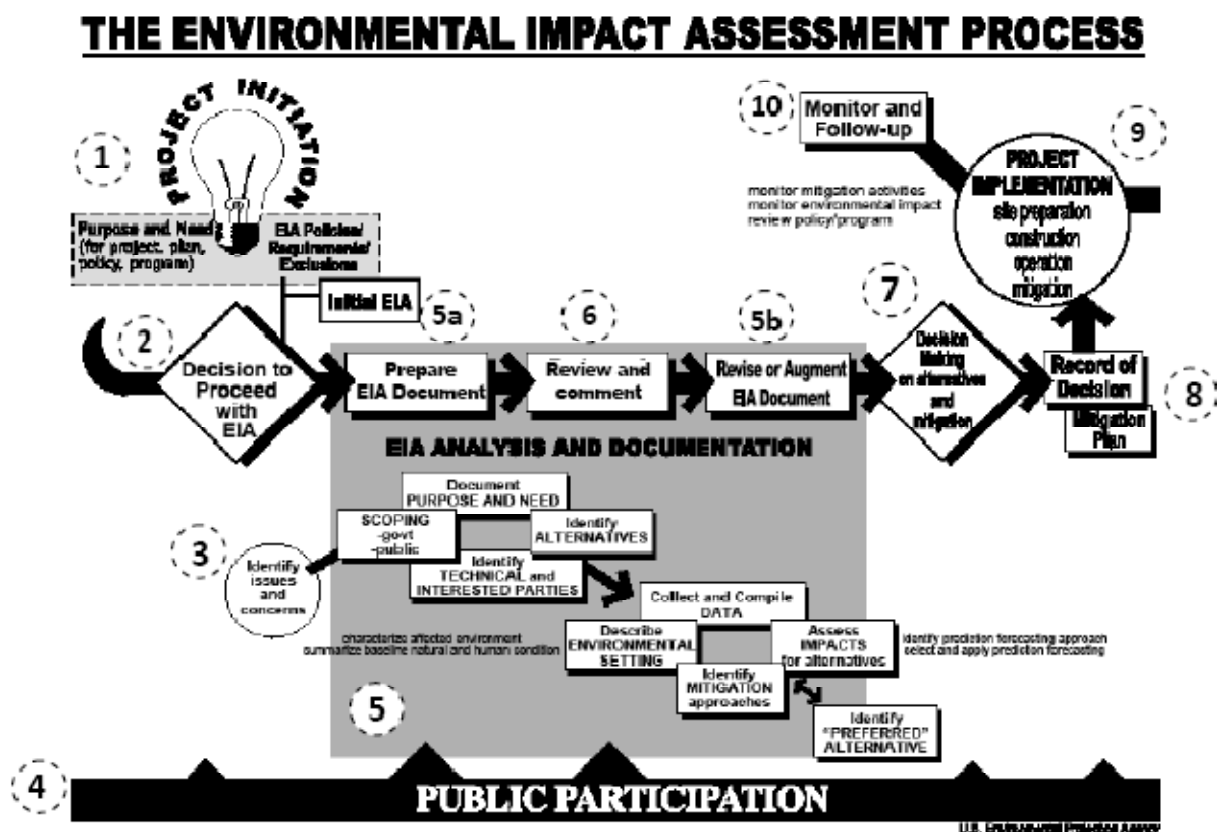 THE ENVIRONMENTAL IMPACT ASSESSMENT PROCESS
1
PROJECT INITIATION
Purpose and Need
(for project, plan,
policy, program)
EIA Policies/
Requirements/
Exclusions
Initial EIA
10
Monitor and
Follow-up
monitor mitigation activities
monitor environmental impact
review policy/program
9
PROJECT
IMPLEMENTATION
site preparation
construction
operation
mitigation
2
Decision to
Proceed
with
EIA
5a
Prepare
EIA Document
6
Review and
comment
5b
Revise or Augment
EIA Document
7
Decision
Making
on alternatives
and
mitigation
Record of
Decision
8
Mitigation
Plan
EIA ANALYSIS AND DOCUMENTATION
3
Identify
issues
and
concerns
SCOPING
-govt
-public
Document
PURPOSE AND NEED
Identify
ALTERNATIVES
Identify
TECHNICAL and
INTERESTED PARTIES
Collect and Compile
DATA
characterize affected environment
summarize baseline natural and human condition
Describe
ENVIRONMENTAL
SETTING
Assess
IMPACTS
for alternatives
identify prediction forecasting approach
select and apply prediction forecasting
Identify
MITIGATION
approaches
5
Identify
"PREFERRED"
ALTERNATIVE
4
PUBLIC PARTICIPATION
U.S. Environmental Protection Agency